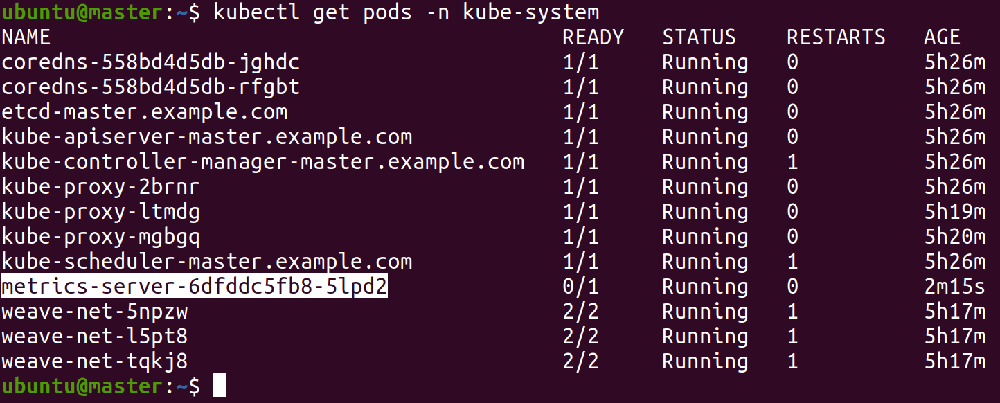 ubuntu@master:~$ kubectl get pods -n kube-system
NAME READY STATUS RESTARTS AGE
coredns-558bd4d5db-jghdc 1/1 Running 0 5h26m
coredns-558bd4d5db-rfgbt 1/1 Running 0 5h26m
etcd-master.example.com 1/1 Running 0 5h26m
kube-apiserver-master.example.com 1/1 Running 0 5h26m
kube-controller-manager-master.example.com 1/1 Running 1 5h26m
kube-proxy-2brnr 1/1 Running 0 5h26m
kube-proxy-ltmdg 1/1 Running 0 5h19m
kube-proxy-mgbgq 1/1 Running 0 5h20m
kube-scheduler-master.example.com 1/1 Running 1 5h26m
metrics-server-6dfddc5fb8-5lpd2 0/1 Running 0 2m15s
weave-net-5npzw 2/2 Running 1 5h17m
weave-net-l5pt8 2/2 Running 1 5h17m
weave-net-tqkj8 2/2 Running 1 5h17m
ubuntu@master:~$